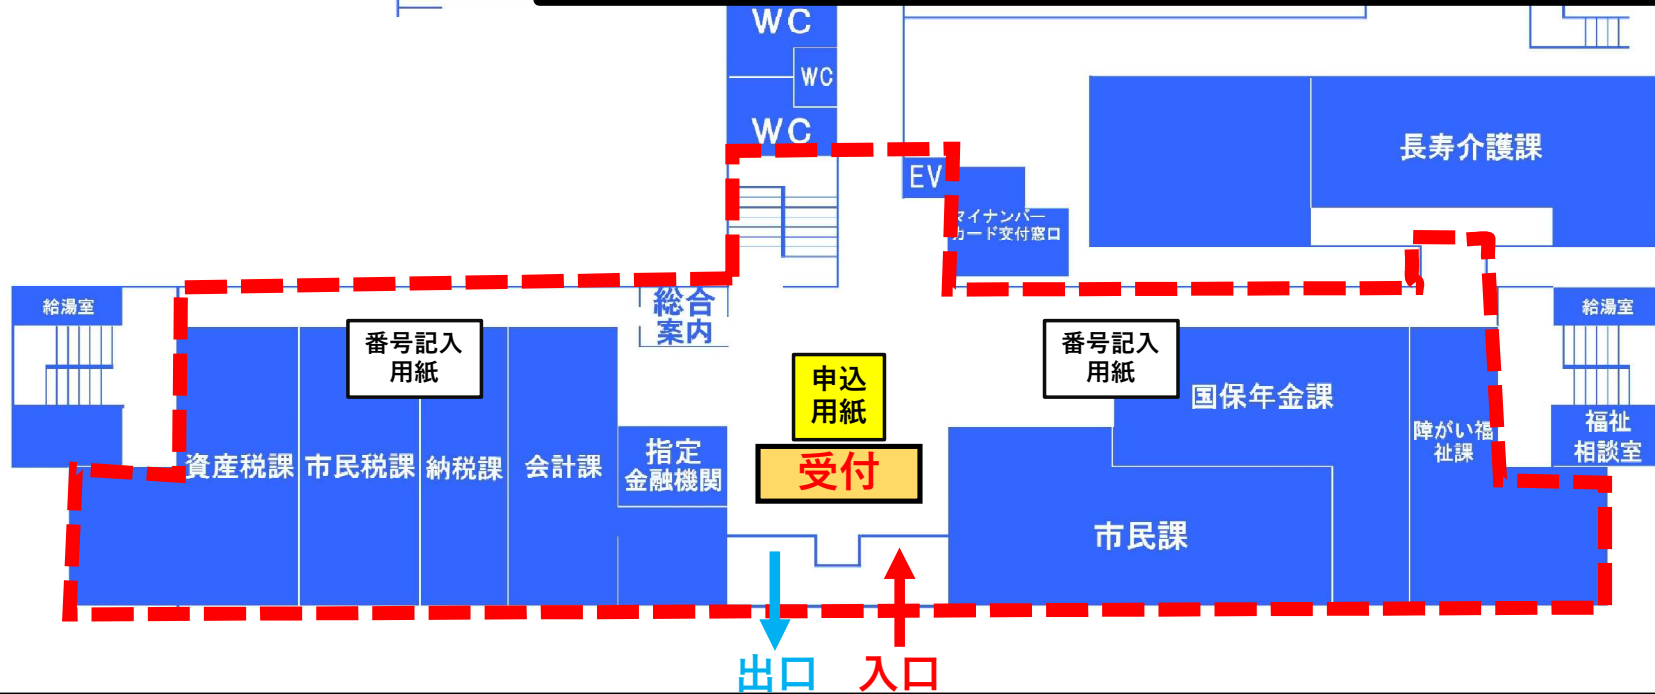 WC
WC
WC
長寿介護課
EV
マイナンバー
カード交付窓口
給湯室
総合
案内
給湯室
番号記入
用紙
番号記入
用紙
申込
用紙
国保年金課
障がい福
祉課
福祉
相談室
資産税課
市民税課
納税課
会計課
指定
金融機関
受付
市民課
出口
入口